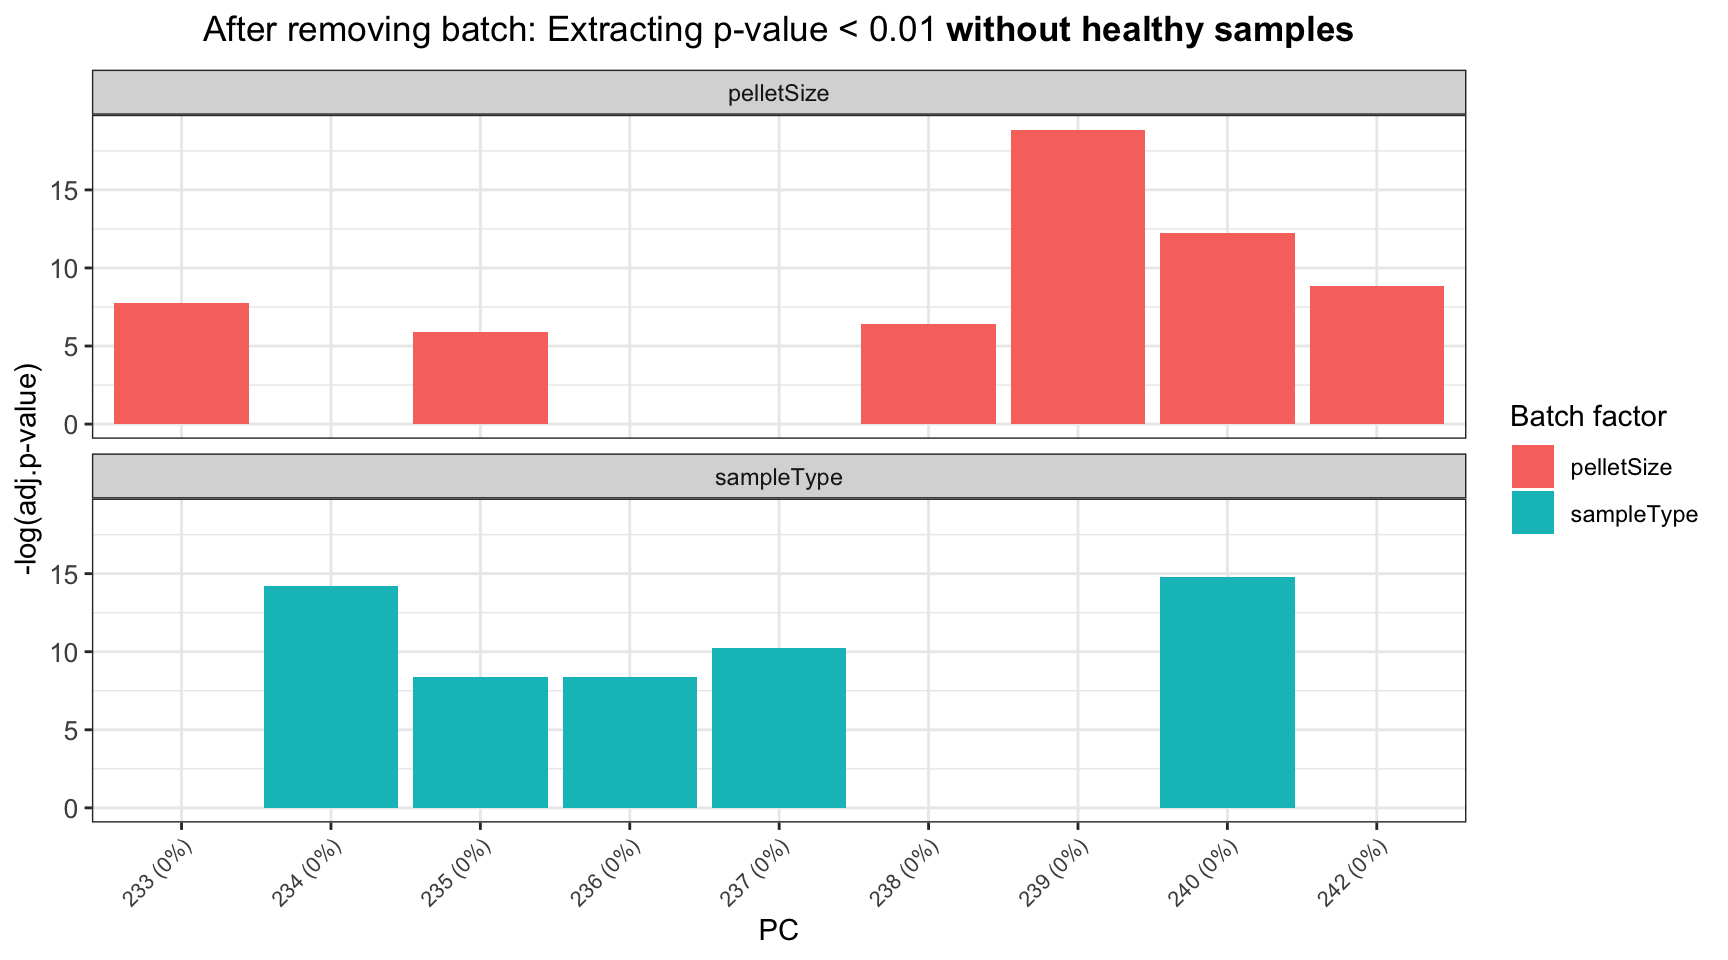 After removing batch: Extracting p-value < 0.01 without healthy samples
pelletSize
15
10
5
0
sampleType
15
10
5
0
-log(adj.p-value)
233 (0%)
234 (0%)
235 (0%)
236 (0%)
237 (0%)
238 (0%)
239 (0%)
240 (0%)
242 (0%)
PC
Batch factor
pelletSize
sampleType